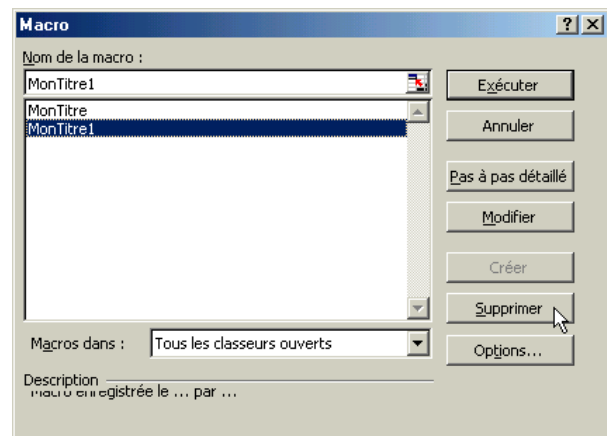 Macro
Nom de la macro :
MonTitre1
MonTitre
MonTitre1
Exécuter
Annuler
Pas à pas détaillé
Modifier
Créer
Supprimer
Options...
Macros dans :
Tous les classeurs ouverts
Description
Macro enregistrée le ... par ...